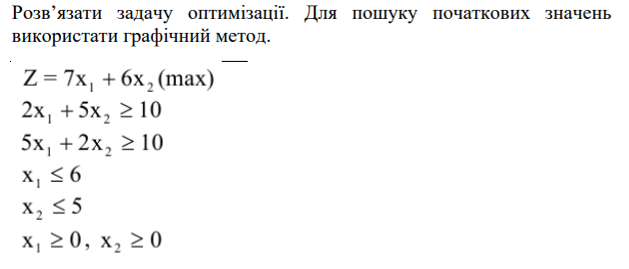 Розв’язати задачу оптимізації. Для пошуку початкових значень
використати графічний метод.
Z = 7x₁ + 6x₂ (max)
2x₁ + 5x₂ ≥ 10
5x₁ + 2x₂ ≥ 10
x₁ ≤ 6
x₂ ≤ 5
x₁ ≥ 0, x₂ ≥ 0